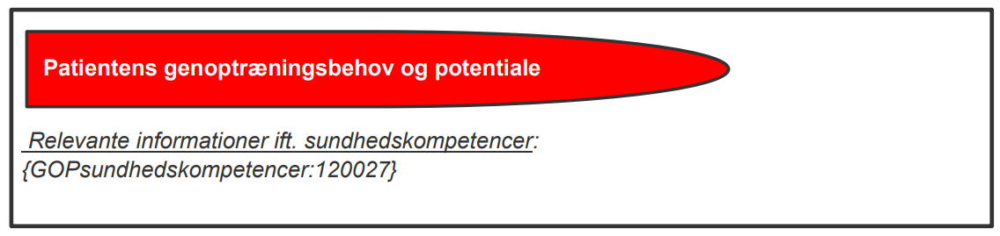 Patientens genoptræningsbehov og potentiale
Relevante informationer ift. sundhedskompetencer:
{GOPsundhedskompetencer:120027}